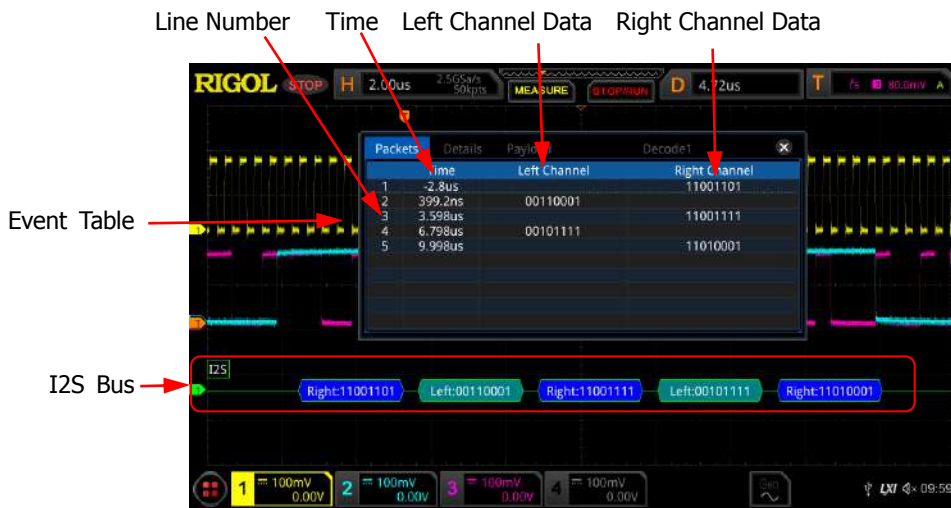 Line Number Time Left Channel Data Right Channel Data
RIGOL STOP H 2.00us 2.5GSa/s 50kpts MEASURE STOP/RUN D 4.72us T 80.0mV A
Packets Details Payload Decode1
Time Left Channel Right Channel
1 -2.8us 11001101
2 399.2ns 00110001
3 3.598us 11001111
4 6.798us 00101111
5 9.998us 11010001
Event Table
I2S
I2S Bus
Right:11001101 Left:00110001 Right:11001111 Left:00101111 Right:11010001
1 100mV 0.00V 2 100mV 0.00V 3 100mV 0.00V 4 100mV 0.00V Gen LXI 09:59